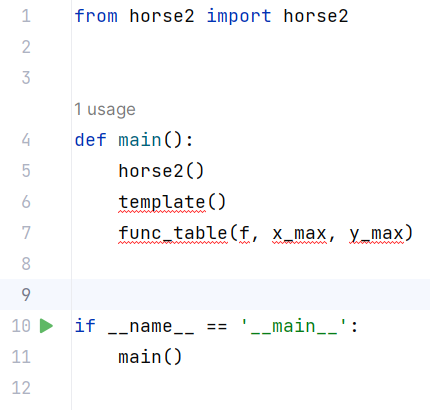 1 from horse2 import horse2
2
3
1 usage
4 def main():
5     horse2()
6     template()
7     func_table(f, x_max, y_max)
8
9
10 if __name__ == '__main__':
11     main()
12